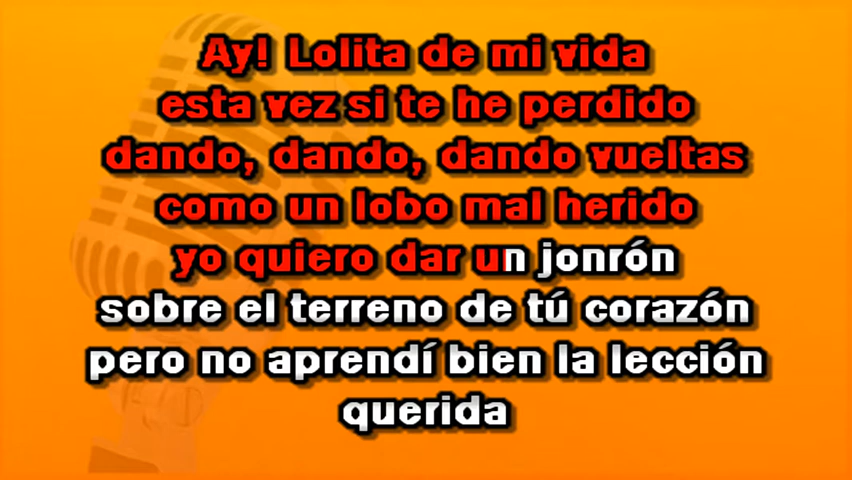 Ay! Lolita de mi vida
esta vez si te he perdido
dando, dando, dando vueltas
como un lobo mal herido
yo quiero dar un jonrón
sobre el terreno de tú corazón
pero no aprendí bien la lección
querida